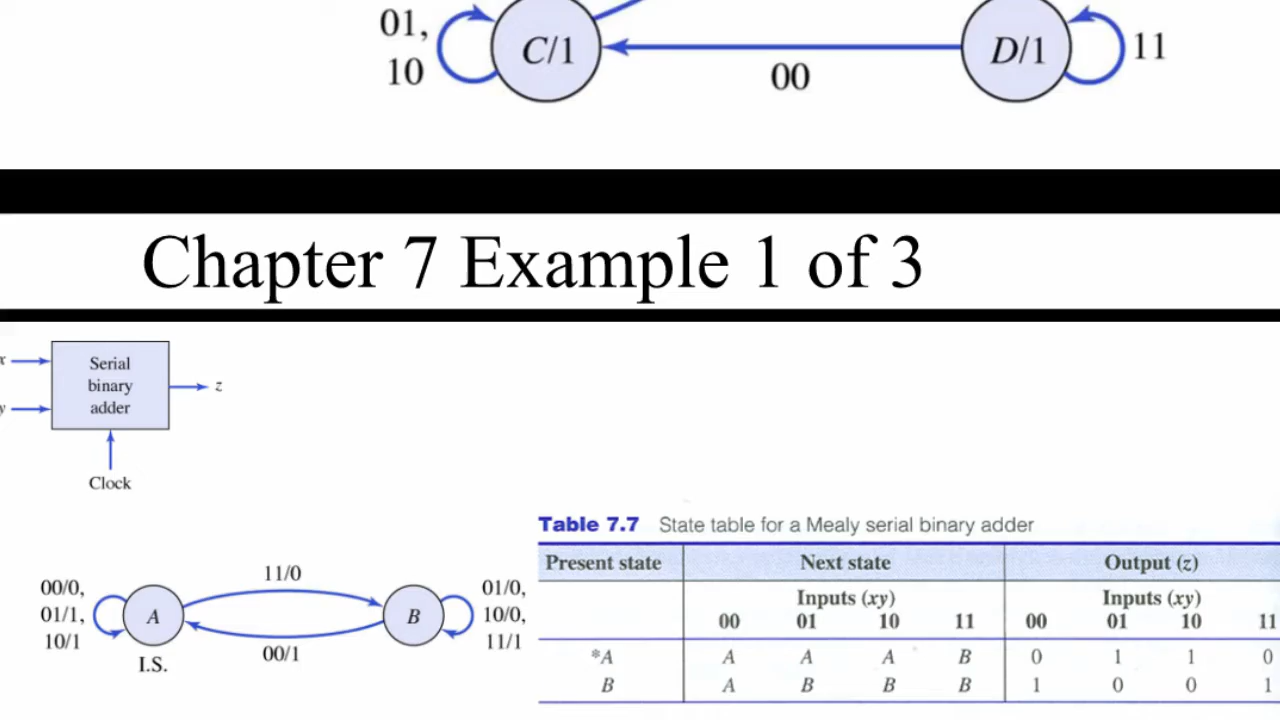 01,
10
C/1
00
D/1
11
Chapter 7 Example 1 of 3
x
Serial
binary
adder
z
y
Clock
Table 7.7 State table for a Mealy serial binary adder
Present state Next state Output (z)
Inputs (xy) Inputs (xy)
00 01 10 11 00 01 10 11
*A A A A B 0 1 1 0
B A B B B 1 0 0 1
00/0,
01/1,
10/1
A
I.S.
11/0
00/1
B
01/0,
10/0,
11/1